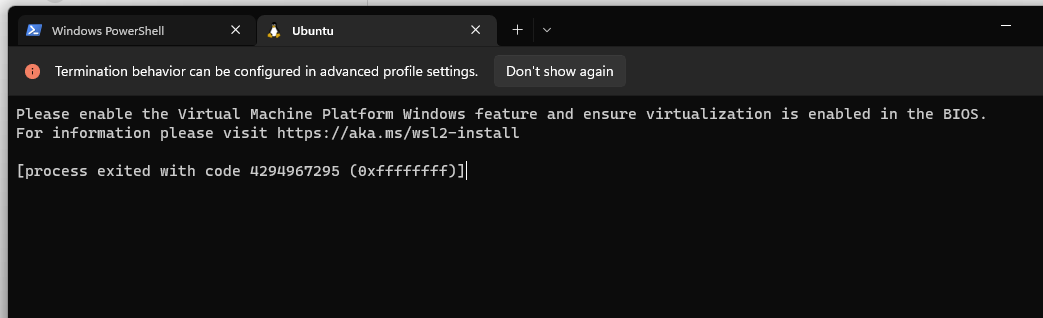 Windows PowerShell
Ubuntu
Termination behavior can be configured in advanced profile settings.
Don't show again
Please enable the Virtual Machine Platform Windows feature and ensure virtualization is enabled in the BIOS.
For information please visit https://aka.ms/wsl2-install
[process exited with code 4294967295 (0xffffffff)]